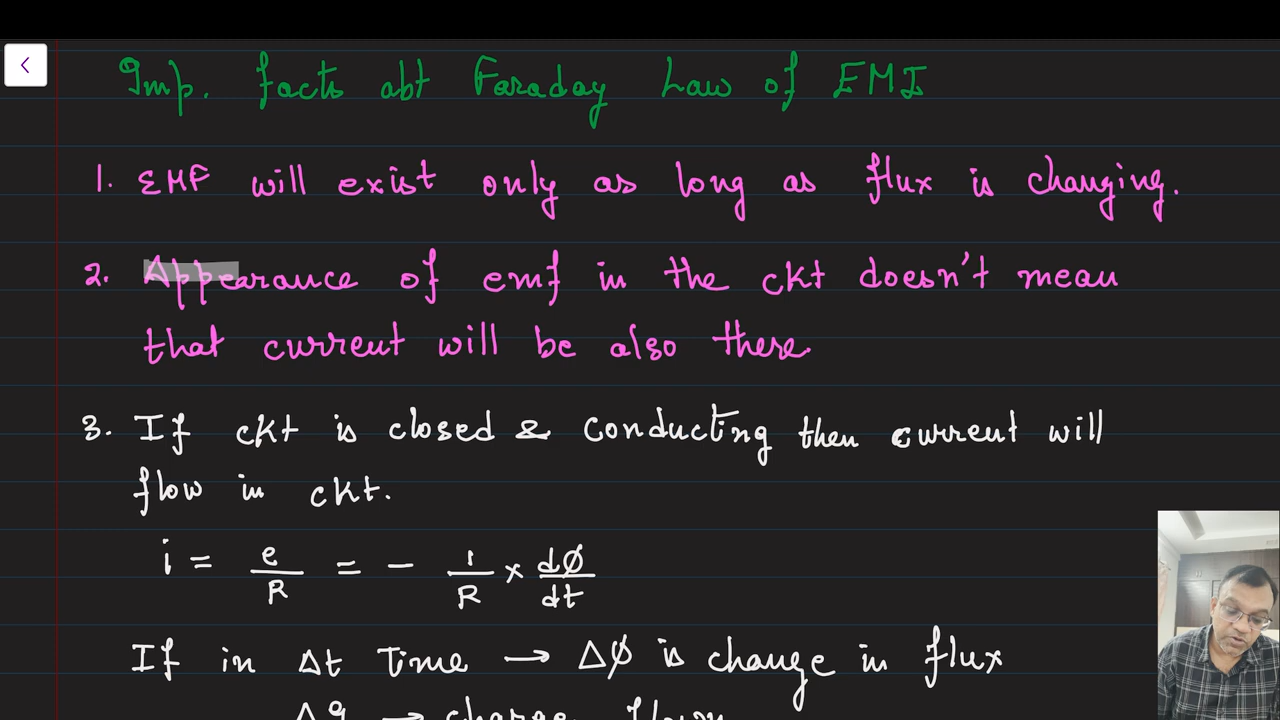 Imp. facts abt Faraday Law of EMI
1. EMF will exist only as long as flux is changing.
2. Appearance of emf in the ckt doesn't mean
that current will be also there.
3. If ckt is closed & conducting then current will
flow in ckt.
i = e/R = - 1/R × dØ/dt
If in Δt Time → ΔØ is change in flux
Δq → charge flown